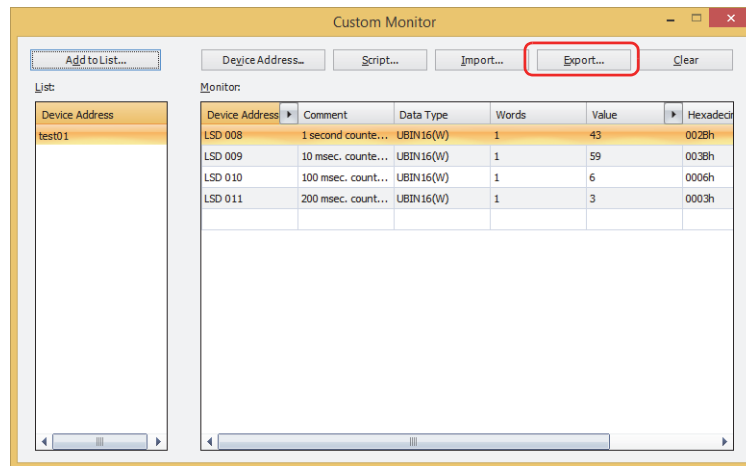 Custom Monitor
Add to List... Device Address... Script... Import... Export... Clear
List: Monitor:
Device Address Device Address Comment Data Type Words Value Hexadecin
test01 LSD 008 1 second counte... UBIN16(W) 1 43 002Bh
LSD 009 10 msec. counte... UBIN16(W) 1 59 003Bh
LSD 010 100 msec. count... UBIN16(W) 1 6 0006h
LSD 011 200 msec. count... UBIN16(W) 1 3 0003h